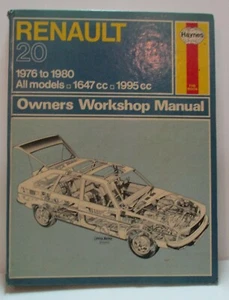 RENAULT
20
Haynes
1976 to 1980
All models ▫ 1647 cc ▫ 1995 cc
Owners Workshop Manual